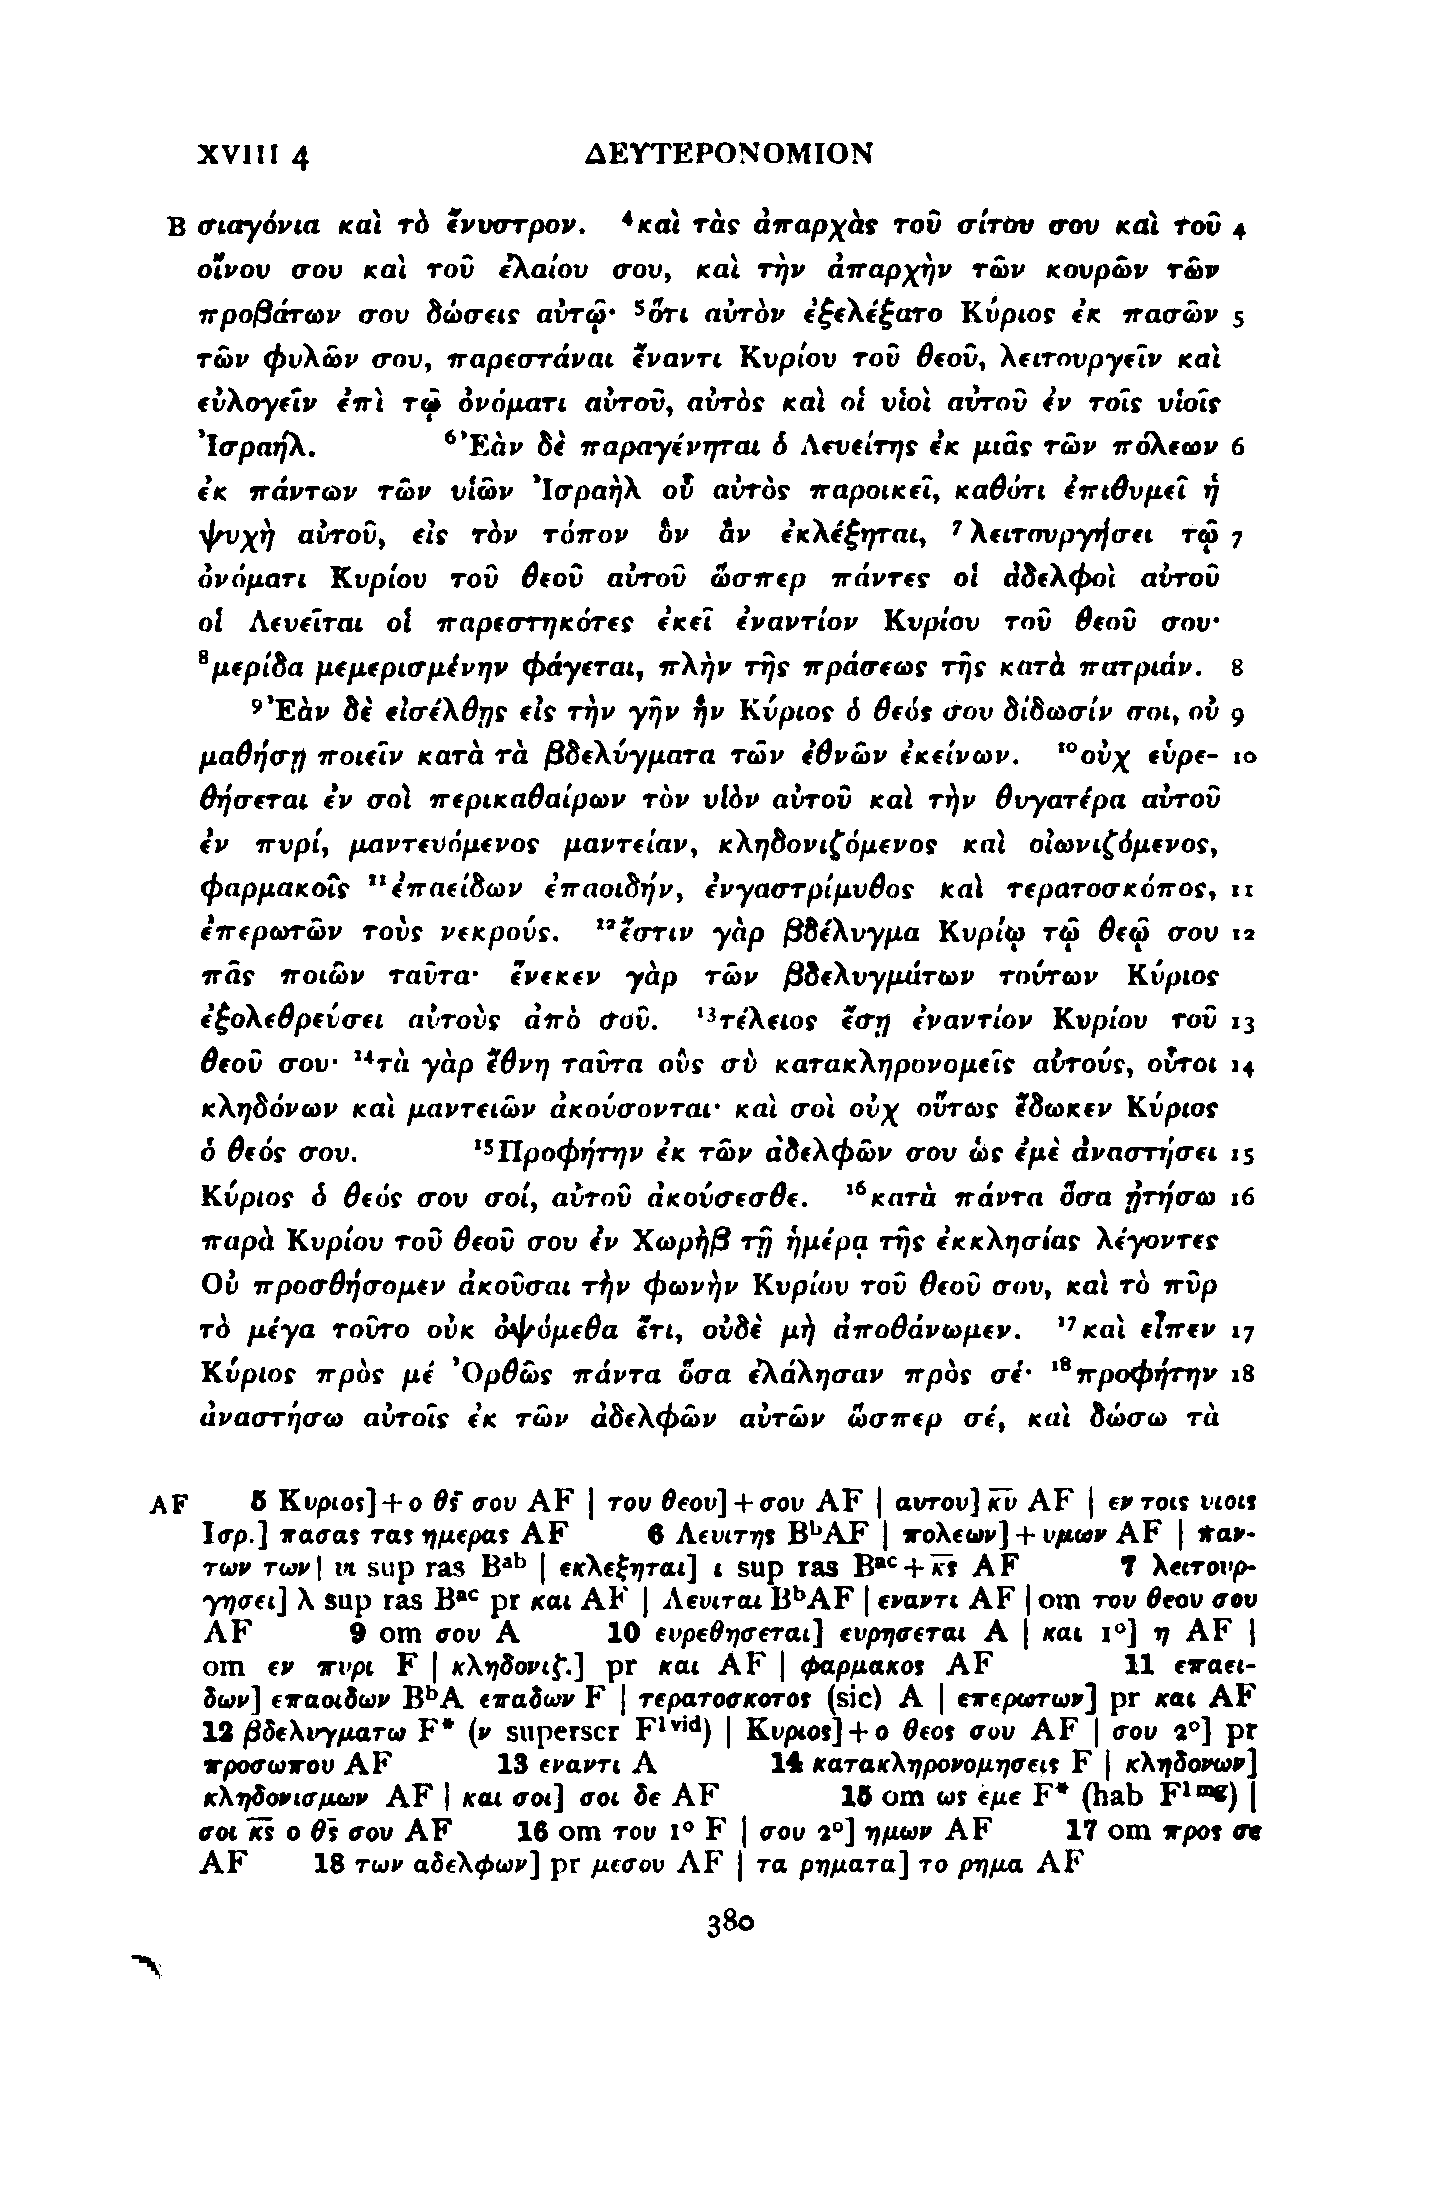 XVIII 4 ΔΕΥΤΕΡΟΝΟΜΙΟΝ
Β σιαγόνια καὶ τὸ ἔνυστρον. ⁴καὶ τὰς ἀπαρχὰς τοῦ σίτου σου καὶ τοῦ 4
οἴνου σου καὶ τοῦ ἐλαίου σου, καὶ τὴν ἀπαρχὴν τῶν κουρῶν τῶν
προβάτων σου δώσεις αὐτῷ· ⁵ὅτι αὐτὸν ἐξελέξατο Κύριος ἐκ πασῶν 5
τῶν φυλῶν σου, παρεστάναι ἔναντι Κυρίου τοῦ θεοῦ, λειτουργεῖν καὶ
εὐλογεῖν ἐπὶ τῷ ὀνόματι αὐτοῦ, αὐτὸς καὶ οἱ υἱοὶ αὐτοῦ ἐν τοῖς υἱοῖς
Ἰσραήλ. ⁶Ἐὰν δὲ παραγένηται ὁ Λευείτης ἐκ μιᾶς τῶν πόλεων 6
ἐκ πάντων τῶν υἱῶν Ἰσραὴλ οὗ αὐτὸς παροικεῖ, καθότι ἐπιθυμεῖ ἡ
ψυχὴ αὐτοῦ, εἰς τὸν τόπον ὃν ἂν ἐκλέξηται, ⁷λειτουργήσει τῷ 7
ὀνόματι Κυρίου τοῦ θεοῦ αὐτοῦ ὥσπερ πάντες οἱ ἀδελφοὶ αὐτοῦ
οἱ Λευεῖται οἱ παρεστηκότες ἐκεῖ ἐναντίον Κυρίου τοῦ θεοῦ σου·
⁸μερίδα μεμερισμένην φάγεται, πλὴν τῆς πράσεως τῆς κατὰ πατριάν. 8
⁹Ἐὰν δὲ εἰσέλθῃς εἰς τὴν γῆν ἣν Κύριος ὁ θεός σου δίδωσίν σοι, οὐ 9
μαθήσῃ ποιεῖν κατὰ τὰ βδελύγματα τῶν ἐθνῶν ἐκείνων. ¹⁰οὐχ εὑρε- 10
θήσεται ἐν σοὶ περικαθαίρων τὸν υἱὸν αὐτοῦ καὶ τὴν θυγατέρα αὐτοῦ
ἐν πυρί, μαντευόμενος μαντείαν, κληδονιζόμενος καὶ οἰωνιζόμενος,
φαρμακοῖς ¹¹ἐπαείδων ἐπαοιδήν, ἐνγαστρίμυθος καὶ τερατοσκόπος, 11
ἐπερωτῶν τοὺς νεκρούς. ¹²ἔστιν γὰρ βδέλυγμα Κυρίῳ τῷ θεῷ σου 12
πᾶς ποιῶν ταῦτα· ἕνεκεν γὰρ τῶν βδελυγμάτων τούτων Κύριος
ἐξολεθρεύσει αὐτοὺς ἀπὸ σοῦ. ¹³τέλειος ἔσῃ ἐναντίον Κυρίου τοῦ 13
θεοῦ σου· ¹⁴τὰ γὰρ ἔθνη ταῦτα οὓς σὺ κατακληρονομεῖς αὐτούς, οὗτοι 14
κληδόνων καὶ μαντειῶν ἀκούσονται· καὶ σοὶ οὐχ οὕτως ἔδωκεν Κύριος
ὁ θεός σου. ¹⁵Προφήτην ἐκ τῶν ἀδελφῶν σου ὡς ἐμὲ ἀναστήσει 15
Κύριος ὁ θεός σου σοί, αὐτοῦ ἀκούσεσθε. ¹⁶κατὰ πάντα ὅσα ᾐτήσω 16
παρὰ Κυρίου τοῦ θεοῦ σου ἐν Χωρὴβ τῇ ἡμέρᾳ τῆς ἐκκλησίας λέγοντες
Οὐ προσθήσομεν ἀκοῦσαι τὴν φωνὴν Κυρίου τοῦ θεοῦ σου, καὶ τὸ πῦρ
τὸ μέγα τοῦτο οὐκ ὀψόμεθα ἔτι, οὐδὲ μὴ ἀποθάνωμεν. ¹⁷καὶ εἶπεν 17
Κύριος πρὸς μέ Ὀρθῶς πάντα ὅσα ἐλάλησαν πρὸς σέ· ¹⁸προφήτην 18
ἀναστήσω αὐτοῖς ἐκ τῶν ἀδελφῶν αὐτῶν ὥσπερ σέ, καὶ δώσω τὰ
AF 5 Κυριος]+ο θ̅ς̅ σου AF | του θεου]+σου AF | αυτου] κ̅υ̅ AF | εν τοις υιοις
Ισρ.] πασας τας ημερας AF 6 Λευιτης BᵇAF | πολεων]+υμων AF | παν-
των των] ιπ sup ras Bᵃᵇ | εκλεξηται] ι sup ras Bᵃᶜ+κ̅ς̅ AF 7 λειτουρ-
γησει] λ sup ras Bᵃᶜ pr και AF | Λευιται BᵇAF | εναντι AF | om του θεου σου
AF 9 om σου A 10 ευρεθησεται] ευρησεται A | και 1°] η AF |
om εν πυρι F | κληδονιζ.] pr και AF | φαρμακος AF 11 επαει-
δων] επαοιδων BᵇA επαδων F | τερατοσκοτος (sic) A | επερωτων] pr και AF
12 βδελυγματω F* (ν superscr F¹ᵛⁱᵈ) | Κυριος]+ο θεος σου AF | σου 2°] pr
προσωπου AF 13 εναντι A 14 κατακληρονομησεις F | κληδονων]
κληδονισμων AF | και σοι] σοι δε AF 15 om ως εμε F* (hab F¹ᵐᵍ) |
σοι κ̅ς̅ ο θ̅ς̅ σου AF 16 om του 1° F | σου 2°] ημων AF 17 om προς σε
AF 18 των αδελφων] pr μεσου AF | τα ρηματα] το ρημα AF
380